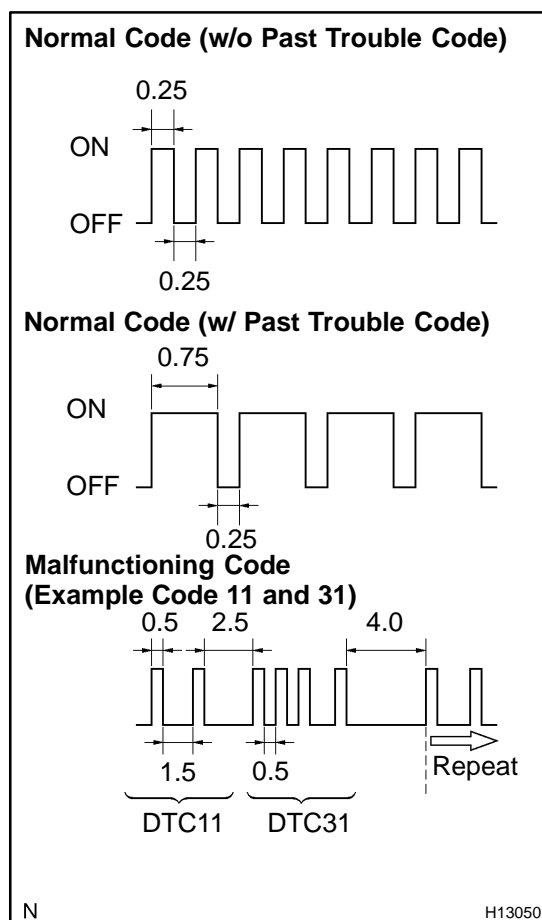 Normal Code (w/o Past Trouble Code)
0.25
ON
OFF
0.25
Normal Code (w/ Past Trouble Code)
0.75
ON
OFF
0.25
Malfunctioning Code
(Example Code 11 and 31)
0.5 2.5 4.0
1.5 0.5 Repeat
DTC11 DTC31
N H13050